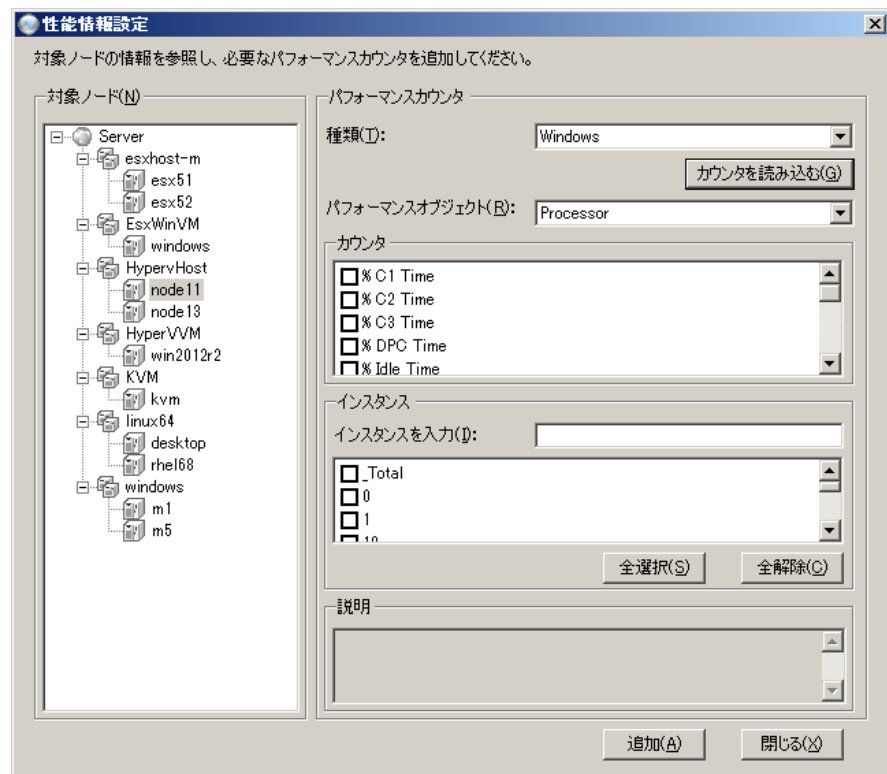 性能情報設定
対象ノードの情報を参照し、必要なパフォーマンスカウンタを追加してください。
対象ノード(N)
Server
esxhost-m
esx51
esx52
EsxWinVM
windows
HypervHost
node11
node13
HyperVVM
win2012r2
KVM
kvm
linux64
desktop
rhel68
windows
m1
m5
パフォーマンスカウンタ
種類(T):
Windows
カウンタを読み込む(G)
パフォーマンスオブジェクト(R):
Processor
カウンタ
% C1 Time
% C2 Time
% C3 Time
% DPC Time
% Idle Time
インスタンス
インスタンスを入力(I):
_Total
0
1
10
全選択(S)
全解除(C)
説明
追加(A)
閉じる(X)